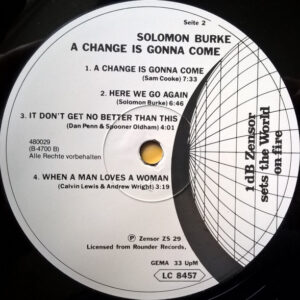 Seite 2
SOLOMON BURKE
A CHANGE IS GONNA COME
1. A CHANGE IS GONNA COME
(Sam Cooke) 7:33
2. HERE WE GO AGAIN
(Solomon Burke) 6:46
3. IT DON'T GET NO BETTER THAN THIS
(Dan Penn & Spooner Oldham) 4:01
480029
(B-4700 B)
Alle Rechte vorbehalten
4. WHEN A MAN LOVES A WOMAN
(Calvin Lewis & Andrew Wright) 3:19
Ⓟ Zensor ZS 29
Licensed from Rounder Records,
GEMA 33 UpM
LC 8457
1dB Zensor
sets the World
on fire